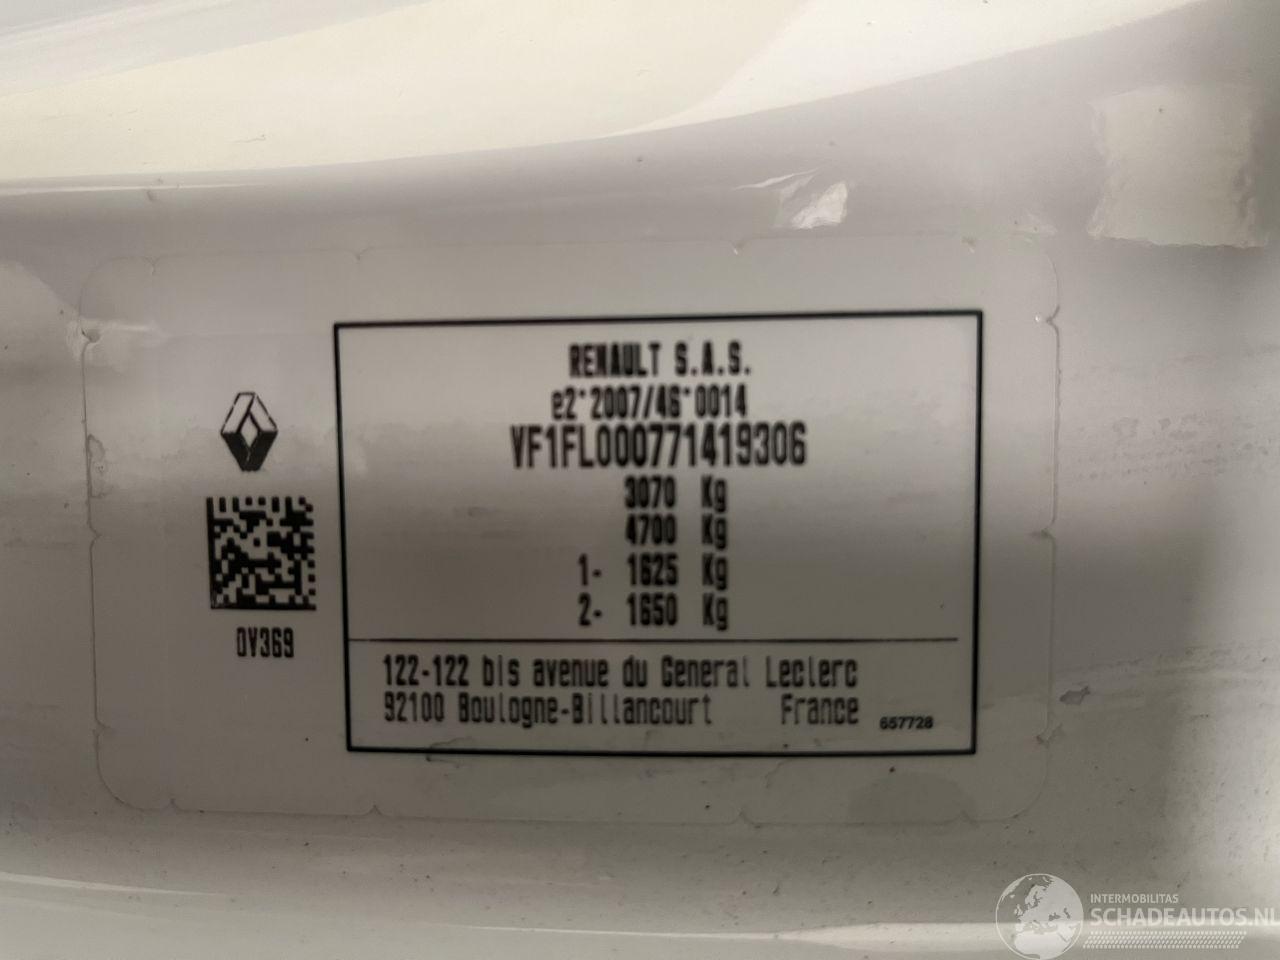 RENAULT S.A.S.
e2*2007/46*0014
VF1FL000771419306
3070 Kg
4700 Kg
1- 1625 Kg
2- 1650 Kg
0V369
122-122 bis avenue du General Leclerc
92100 Boulogne-Billancourt France 657728
INTERMOBILITAS
SCHADEAUTOS.NL